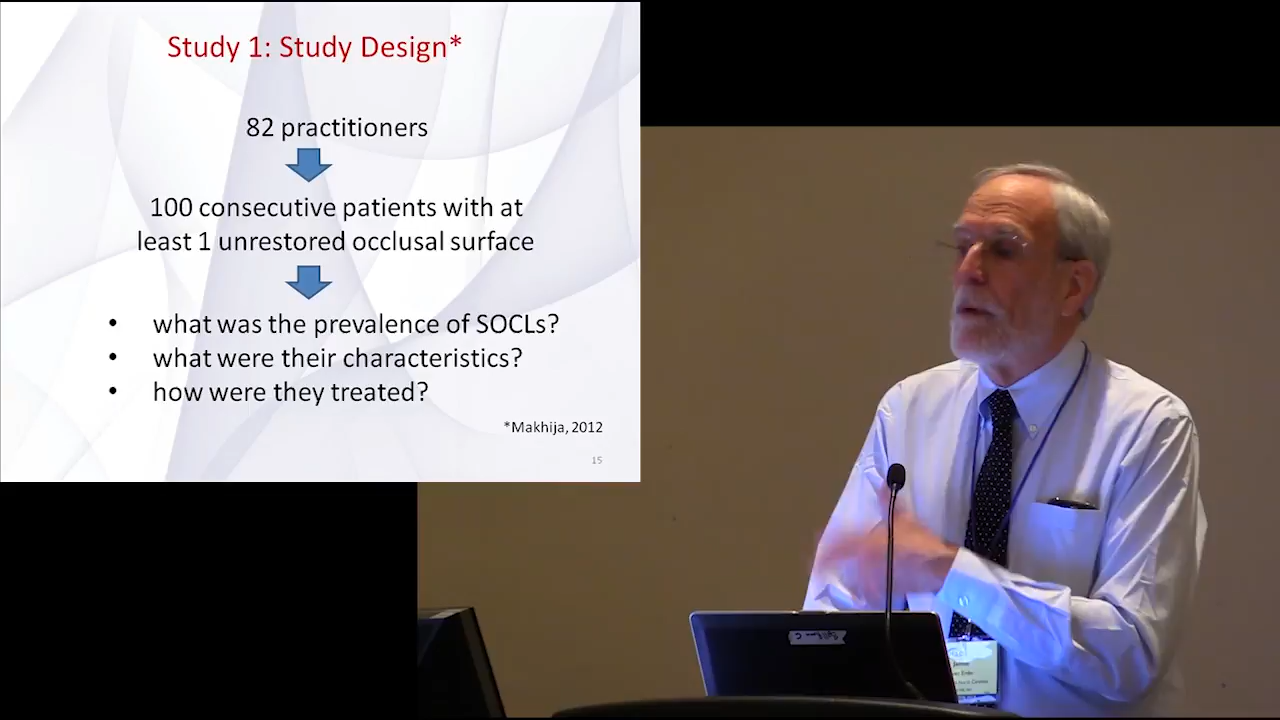 Study 1: Study Design*
82 practitioners
100 consecutive patients with at
least 1 unrestored occlusal surface
• what was the prevalence of SOCLs?
• what were their characteristics?
• how were they treated?
*Makhija, 2012
15